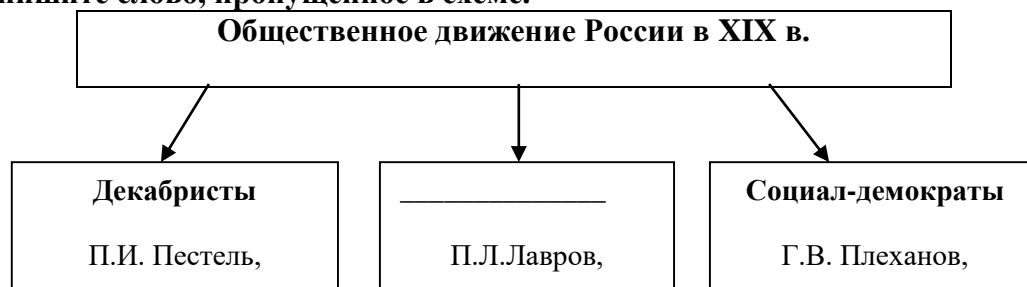 слово, пропущенное в схеме.
Общественное движение России в XIX в.
Декабристы
П.И. Пестель,
______________
П.Л.Лавров,
Социал-демократы
Г.В. Плеханов,